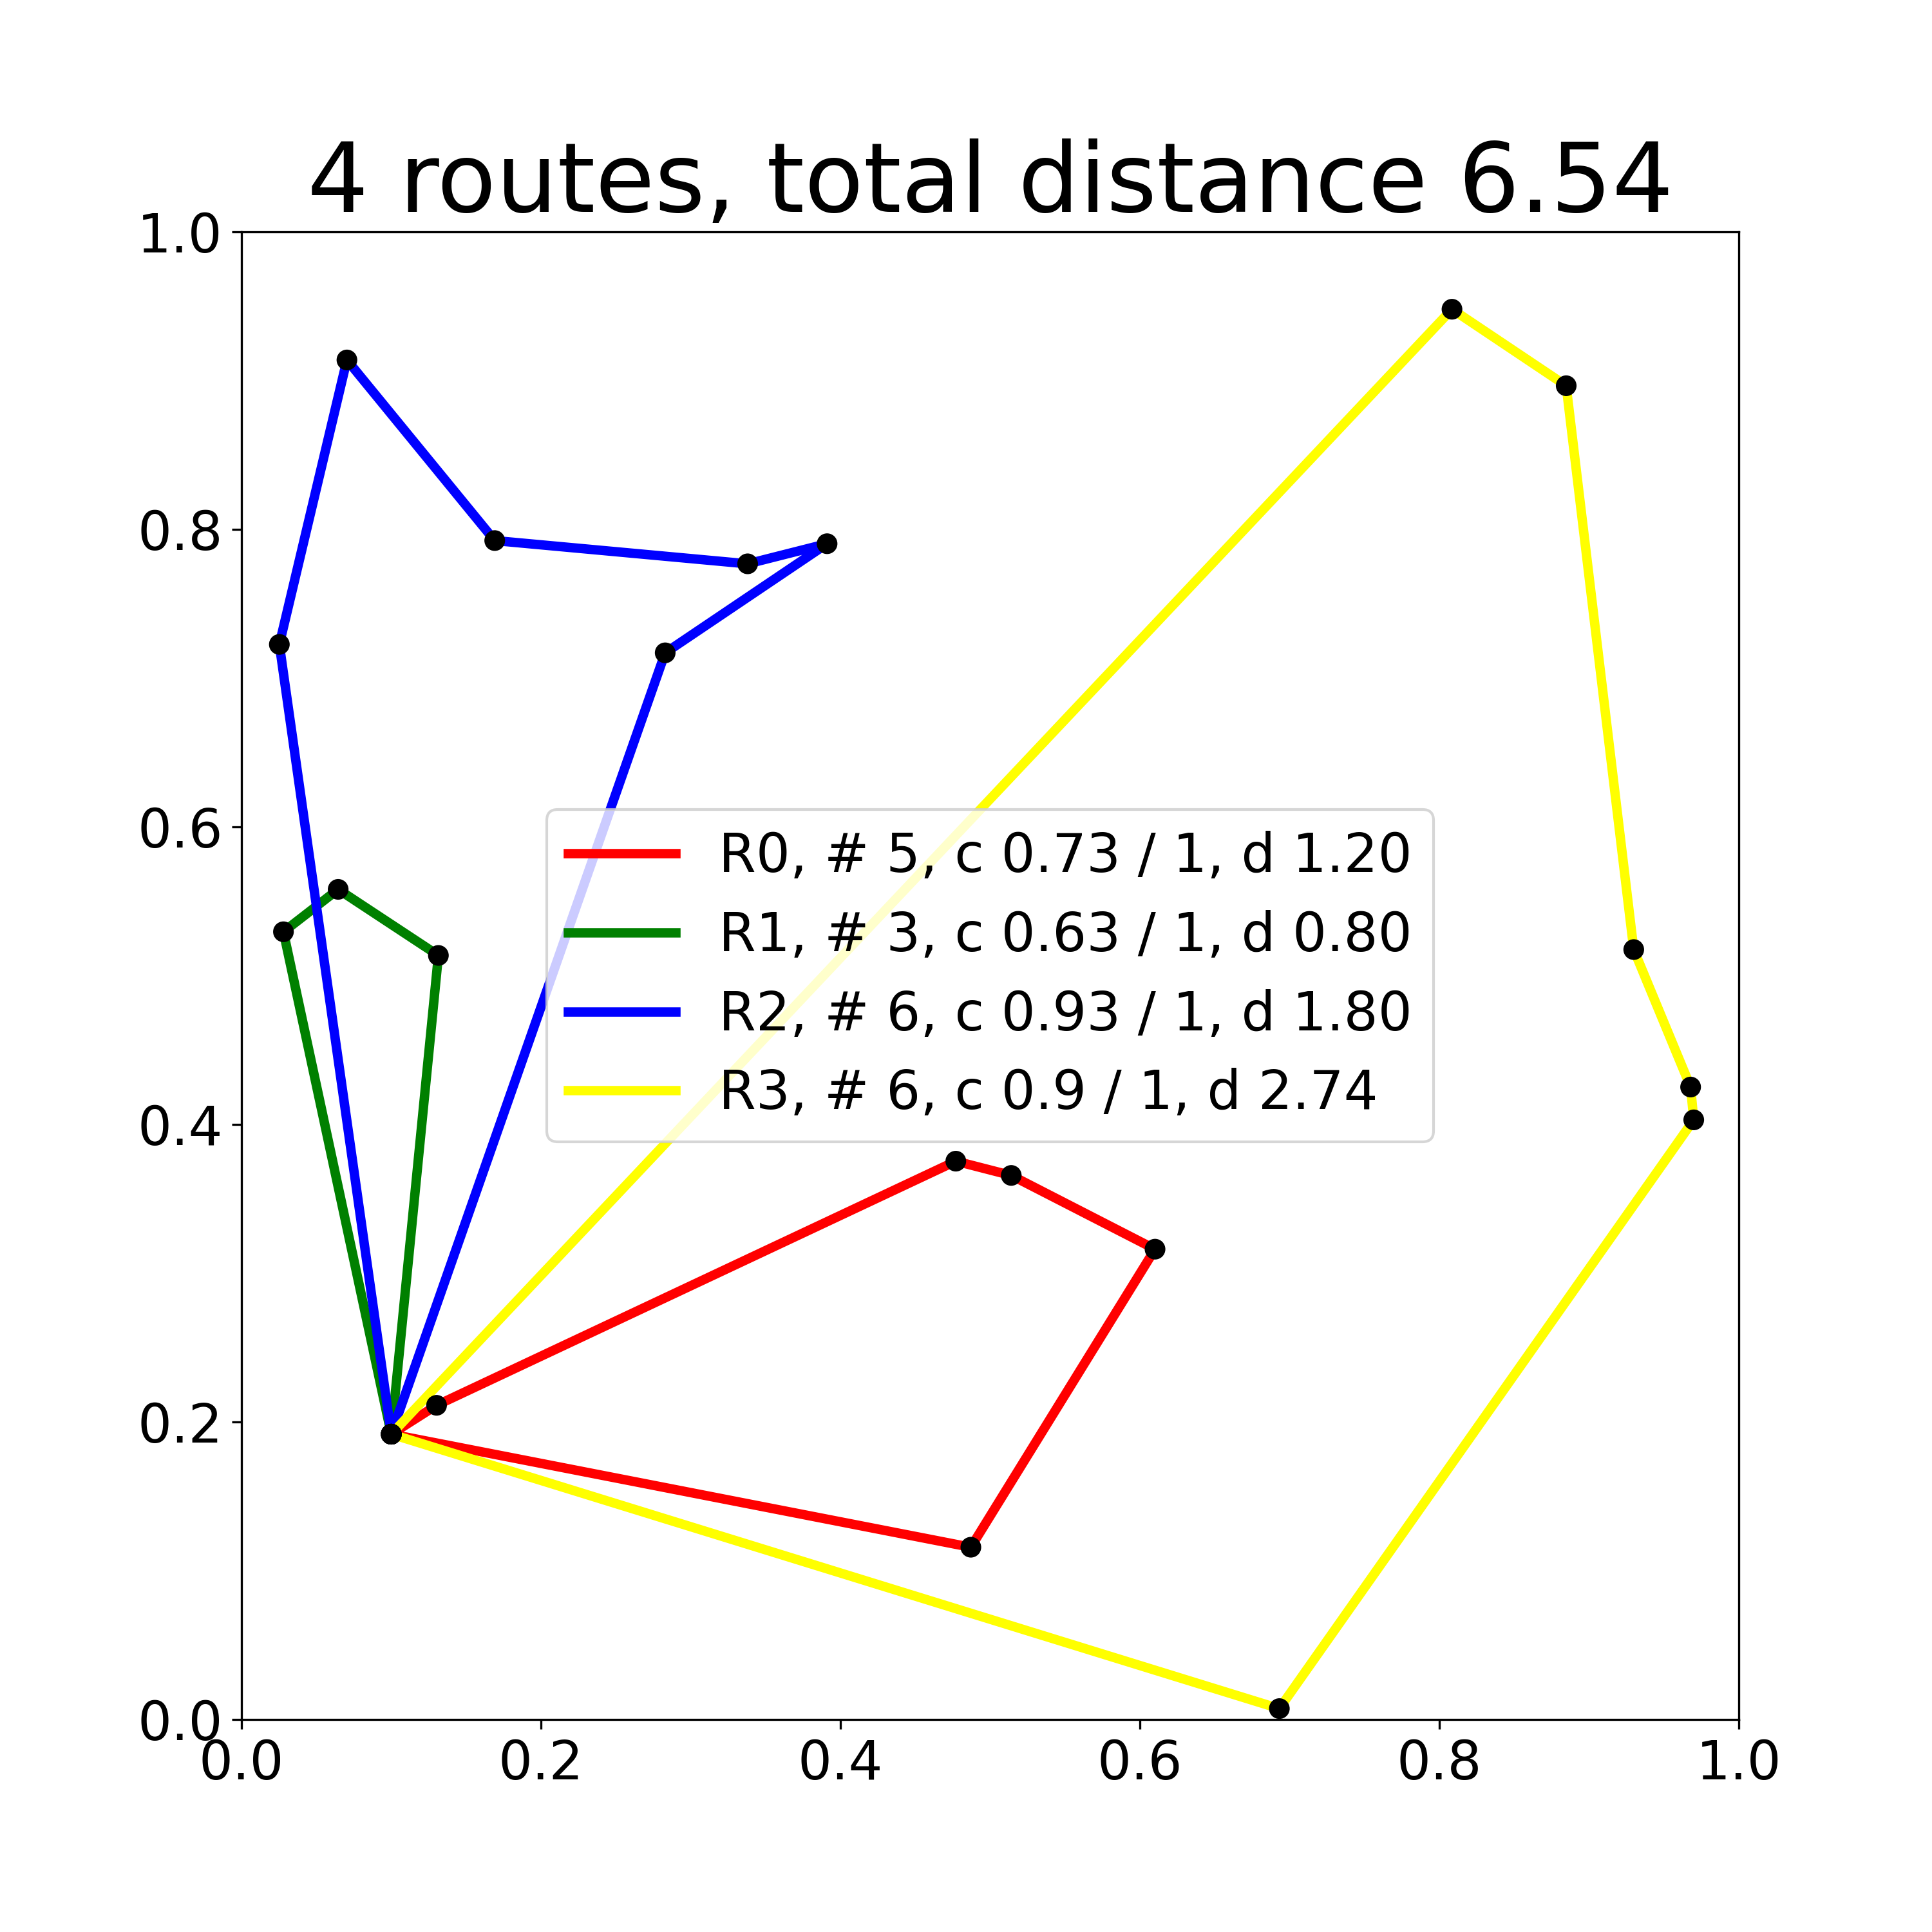 4 routes, total distance 6.54
1.0
0.8
0.6
0.4
0.2
0.0
R0, # 5, c 0.73 / 1, d 1.20
R1, # 3, c 0.63 / 1, d 0.80
R2, # 6, c 0.93 / 1, d 1.80
R3, # 6, c 0.9 / 1, d 2.74
0.0 0.2 0.4 0.6 0.8 1.0